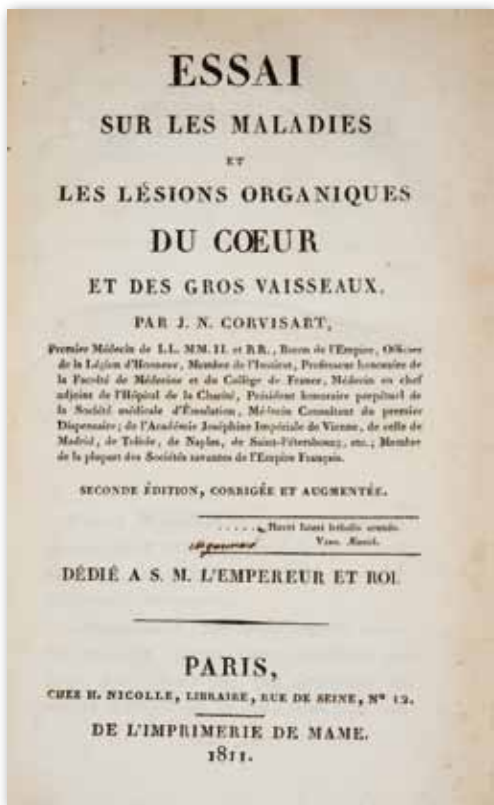 ESSAI
SUR LES MALADIES
ET
LES LÉSIONS ORGANIQUES
DU CŒUR
ET DES GROS VAISSEAUX,
PAR J. N. CORVISART,
Premier Médecin de LL. MM. II. et RR., Baron de l'Empire, Officier
de la Légion d'Honneur, Membre de l'Institut, Professeur honoraire de
la Faculté de Médecine et du Collège de France, Médecin en chef
adjoint de l'Hôpital de la Charité, Président honoraire perpétuel de
la Société médicale d'Émulation, Médecin Consultant du premier
Dispensaire; de l'Académie Joséphine Impériale de Vienne, de celle de
Madrid, de Tolède, de Naples, de Saint-Pétersbourg, etc.; Membre
de la plupart des Sociétés savantes de l'Empire Français.
SECONDE ÉDITION, CORRIGÉE ET AUGMENTÉE.
..... Hæret lateri lethalis arundo.
DÉDIÉ A S. M. L'EMPEREUR ET ROI.
PARIS,
CHEZ H. NICOLLE, LIBRAIRE, RUE DE SEINE, Nº 12.
DE L'IMPRIMERIE DE MAME.
1811.